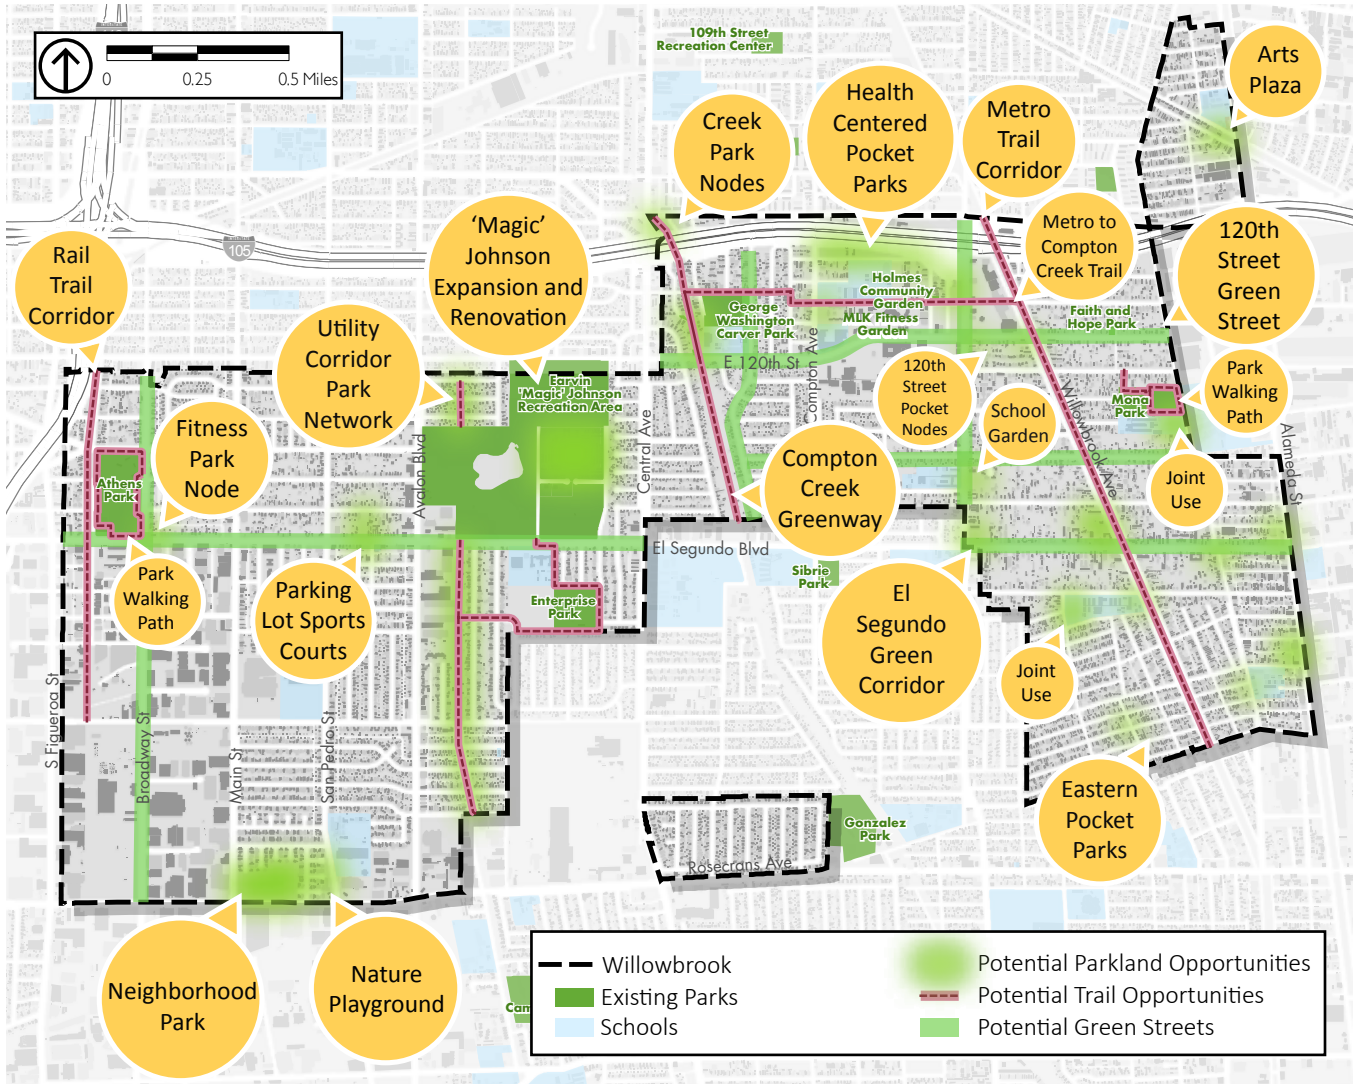 0
0.25
0.5 Miles
109th Street
Recreation Center
Arts
Plaza
Creek
Park
Nodes
Health
Centered
Pocket
Parks
Metro
Trail
Corridor
'Magic'
Johnson
Expansion and
Renovation
Metro to
Compton
Creek Trail
120th
Street
Green
Street
105
Rail
Trail
Corridor
Utility
Corridor
Park
Network
Holmes
Community
Garden
MLK Fitness
Garden
George
Washington
Carver Park
Faith and
Hope Park
E 120th St
Compton Ave
120th
Street
Pocket
Nodes
Willowbrook Ave
Park
Walking
Path
Mona
Park
Earvin
'Magic' Johnson
Recreation Area
School
Garden
Fitness
Park
Node
Avalon Blvd
Central Ave
Alameda St
Compton
Creek
Greenway
Joint
Use
Athens
Park
El Segundo Blvd
Park
Walking
Path
Parking
Lot Sports
Courts
Enterprise
Park
Sibrie
Park
El
Segundo
Green
Corridor
Joint
Use
S Figueroa St
Broadway St
Main St
San Pedro St
Eastern
Pocket
Parks
Gonzalez
Park
Rosecrans Ave
Neighborhood
Park
Nature
Playground
Cam
Willowbrook
Existing Parks
Schools
Potential Parkland Opportunities
Potential Trail Opportunities
Potential Green Streets